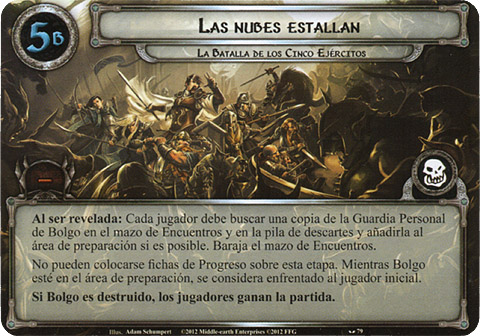 5B
Las nubes estallan
La Batalla de los Cinco Ejércitos
–
Al ser revelada: Cada jugador debe buscar una copia de la Guardia Personal
de Bolgo en el mazo de Encuentros y en la pila de descartes y añadirla al
área de preparación si es posible. Baraja el mazo de Encuentros.
No pueden colocarse fichas de Progreso sobre esta etapa. Mientras Bolgo
esté en el área de preparación, se considera enfrentado al jugador inicial.
Si Bolgo es destruido, los jugadores ganan la partida.
Illus. Adam Schumpert ©2012 Middle-earth Enterprises ©2012 FFG 79